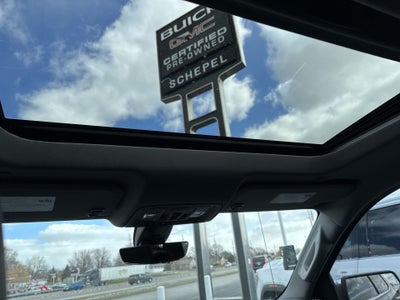 BUICK
GMC
CERTIFIED
PRE-OWNED
SCHEPEL